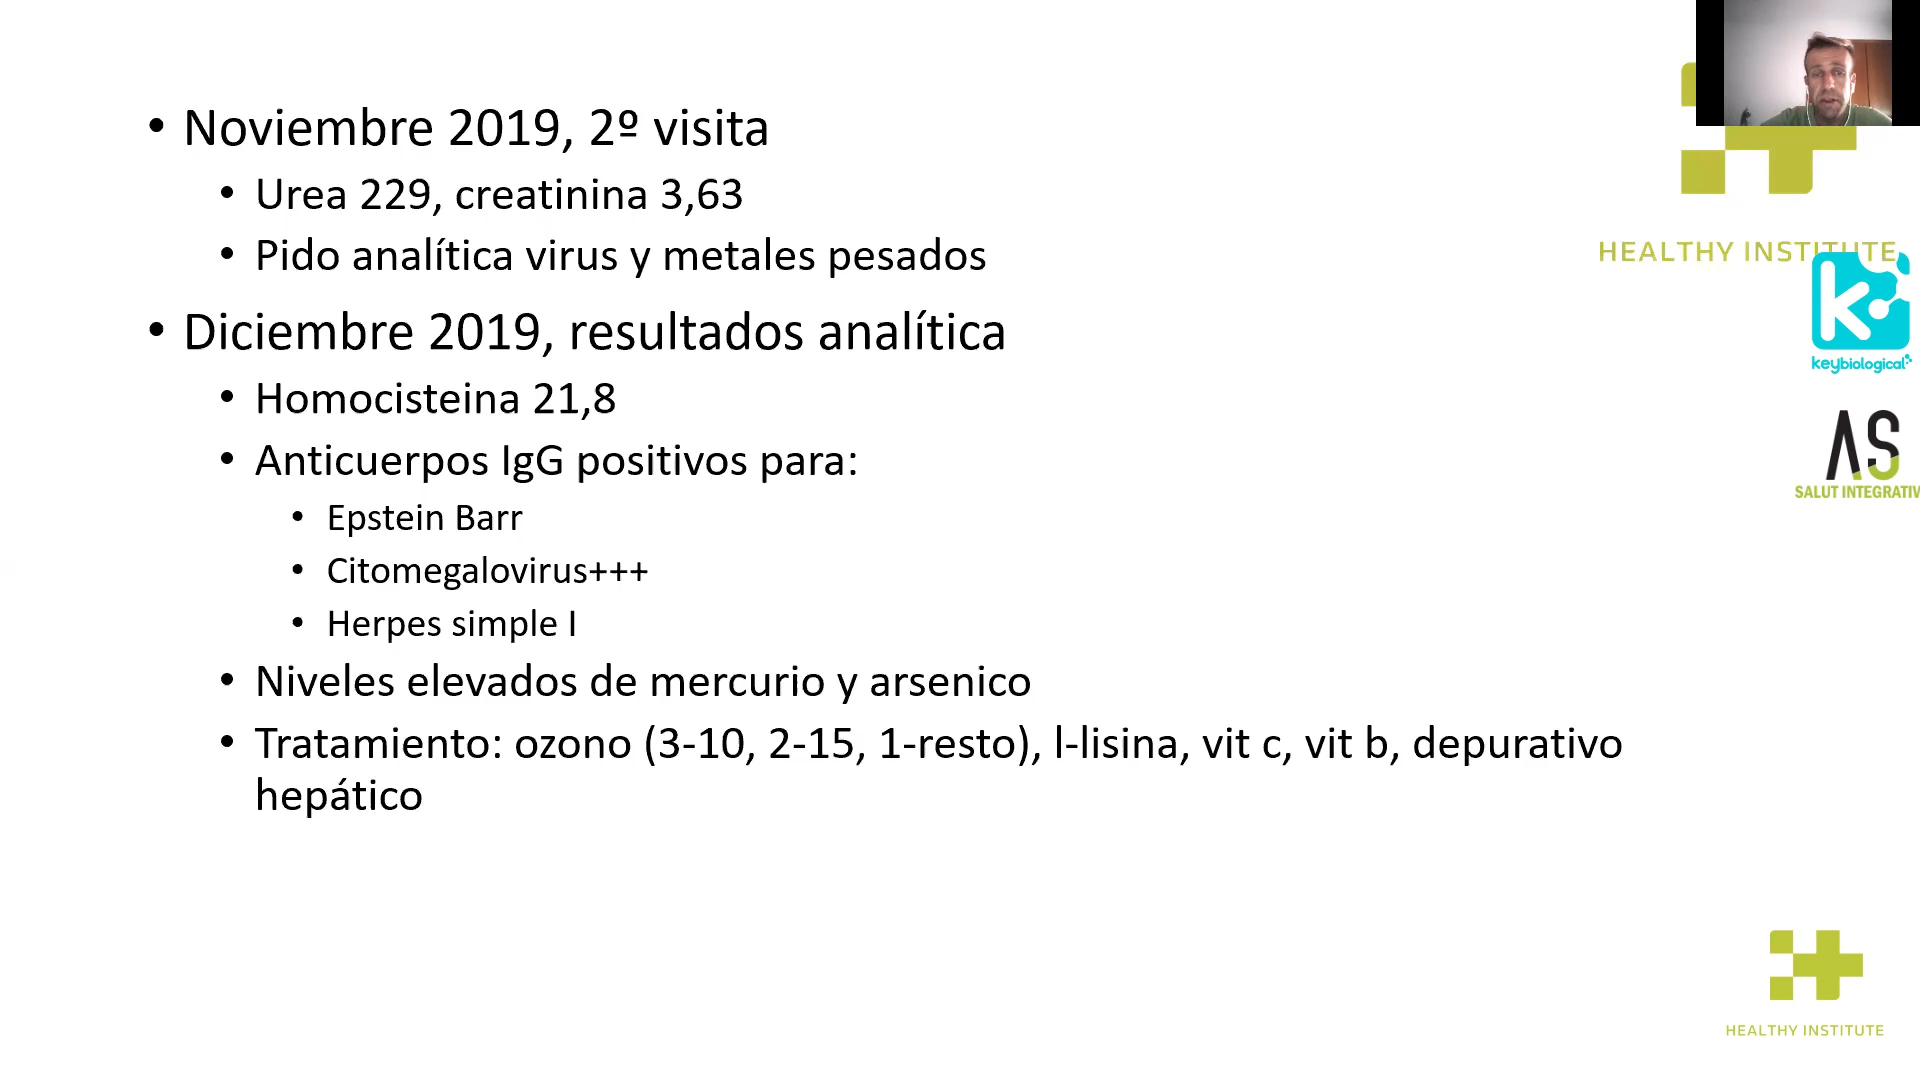 • Noviembre 2019, 2º visita
• Urea 229, creatinina 3,63
• Pido analítica virus y metales pesados
• Diciembre 2019, resultados analítica
• Homocisteina 21,8
• Anticuerpos IgG positivos para:
• Epstein Barr
• Citomegalovirus+++
• Herpes simple I
• Niveles elevados de mercurio y arsenico
• Tratamiento: ozono (3-10, 2-15, 1-resto), l-lisina, vit c, vit b, depurativo
hepático
HEALTHY INSTITUTE
k
keybiological
AS
SALUT INTEGRATIV
HEALTHY INSTITUTE